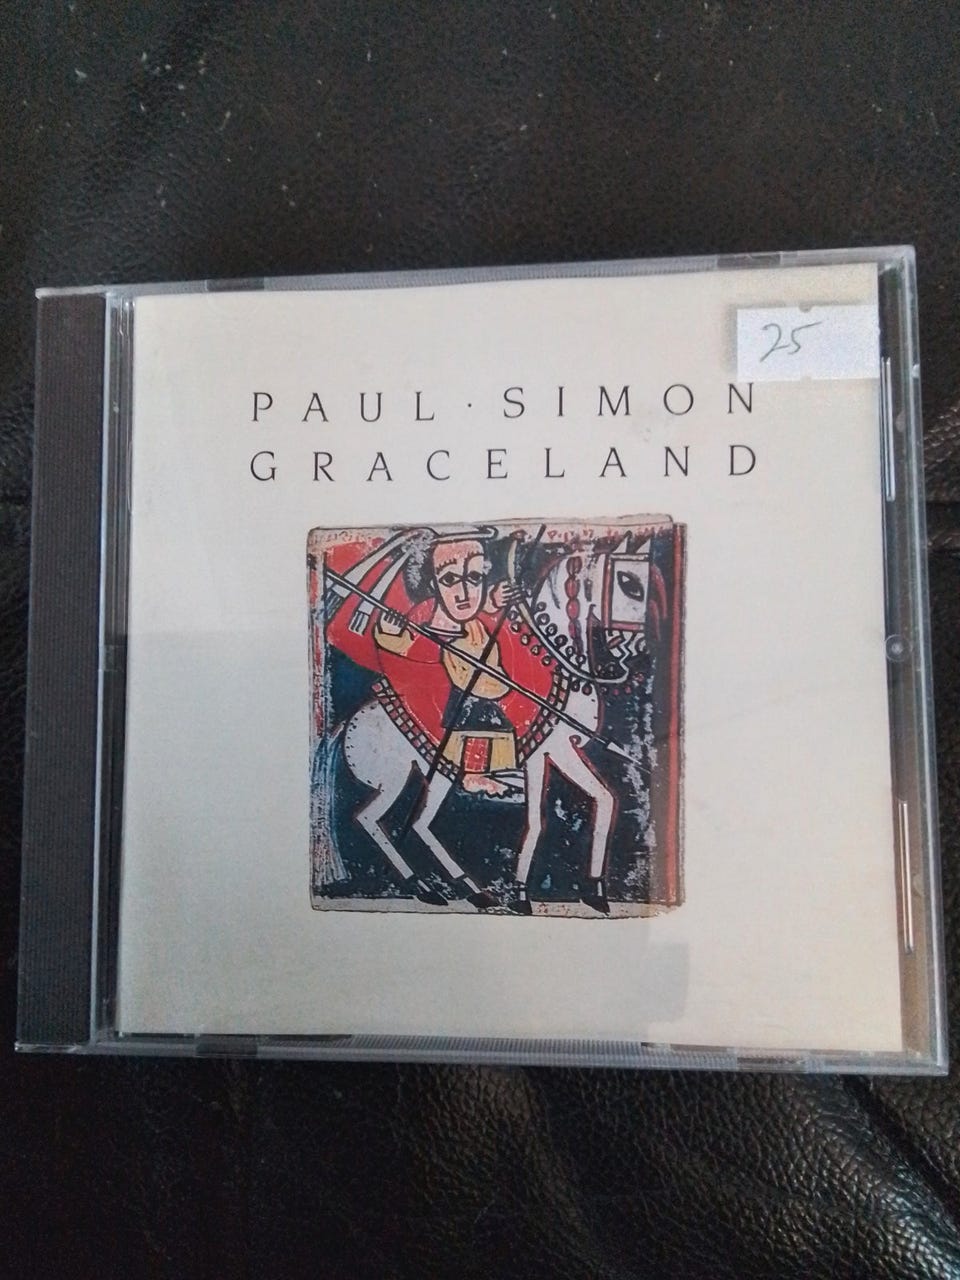 25
PAUL · SIMON
GRACELAND